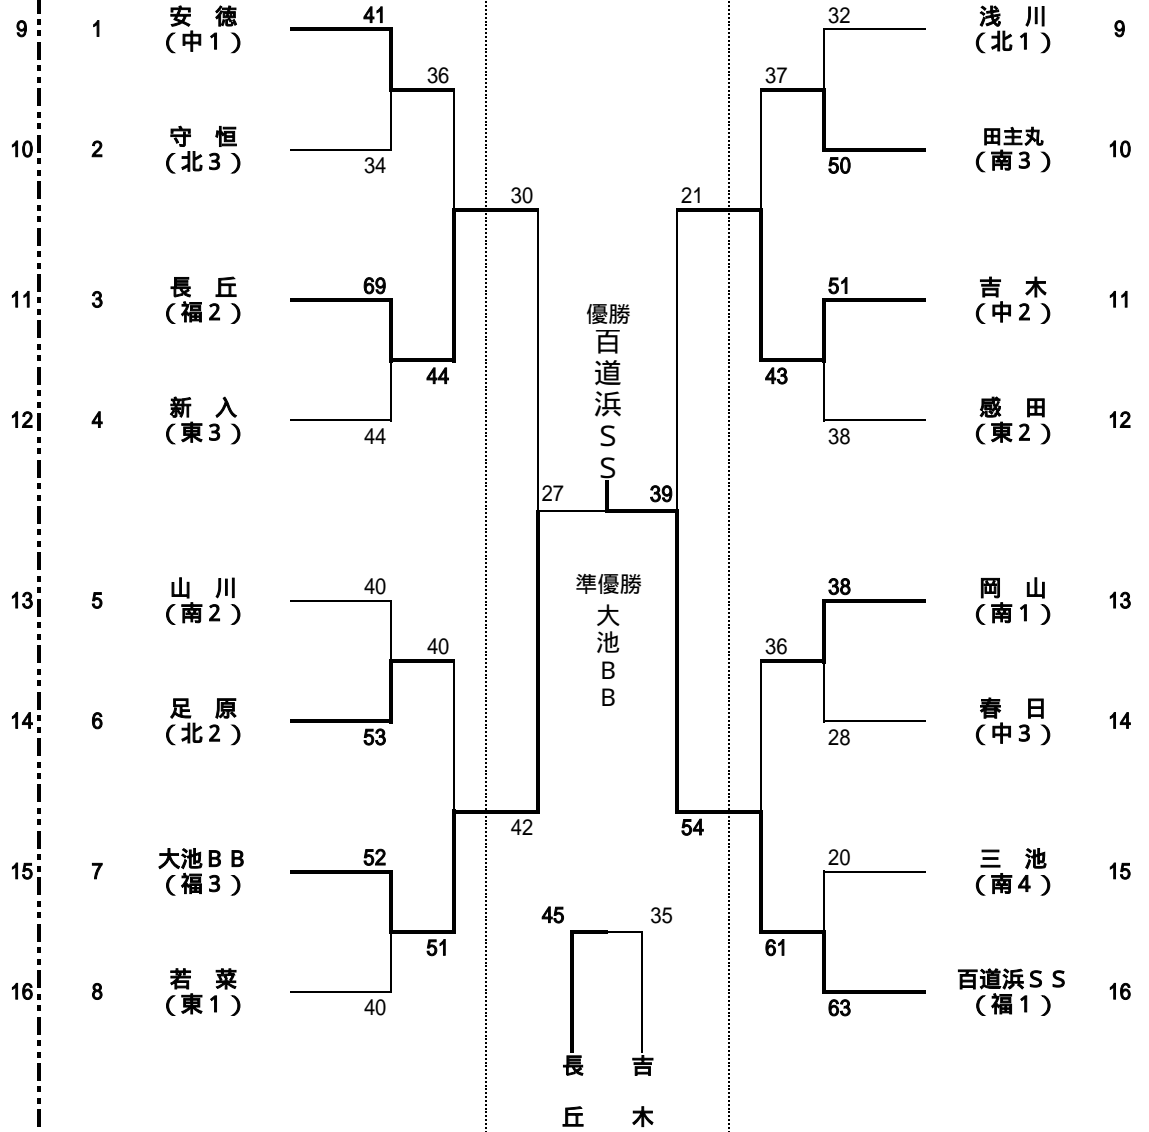 9 1 安　徳 41 32 浅　川 9
（中１） （北１）
36 37
10 2 守　恒 田主丸 10
（北３） 34 50 （南３）
30 21
11 3 長　丘 69 51 吉　木 11
（福２） （中２）
優勝
百道浜ＳＳ
44 43
12 4 新　入 感　田 12
（東３） 44 38 （東２）
27 39
準優勝
大池ＢＢ
13 5 山　川 40 38 岡　山 13
（南２） （南１）
40 36
14 6 足　原 春　日 14
（北２） 53 28 （中３）
42 54
15 7 大池ＢＢ 52 20 三　池 15
（福３） （南４）
45 35
51 61
16 8 若　菜 百道浜ＳＳ 16
（東１） 40 63 （福１）
長丘 吉木